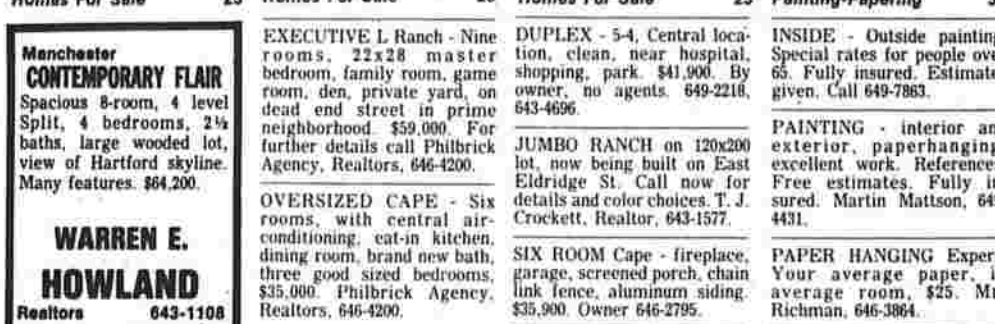 Homes For Sale 23
Manchester
CONTEMPORARY FLAIR
Spacious 8-room, 4 level
Split, 4 bedrooms, 2½
baths, large wooded lot,
view of Hartford skyline.
Many features. $64,200.
WARREN E.
HOWLAND
Realtors 643-1108
Homes For Sale 23
EXECUTIVE L Ranch - Nine
rooms, 22x28 master
bedroom, family room, game
room, den, private yard, on
dead end street in prime
neighborhood. $59,000. For
further details call Philbrick
Agency, Realtors, 646-4200.
OVERSIZED CAPE - Six
rooms, with central air-
conditioning, eat-in kitchen,
dining room, brand new bath,
three good sized bedrooms,
$35,000. Philbrick Agency,
Realtors, 646-4200.
Homes For Sale 23
DUPLEX - 5-4, Central loca-
tion, clean, near hospital,
shopping, park. $41,900. By
owner, no agents. 649-2218,
643-4696.
JUMBO RANCH on 120x200
lot, now being built on East
Eldridge St. Call now for
details and color choices. T. J.
Crockett, Realtor, 643-1577.
SIX ROOM Cape - fireplace,
garage, screened porch, chain
link fence, aluminum siding.
$35,900. Owner 646-2795.
Painting-Papering
INSIDE - Outside painting
Special rates for people ove
65. Fully insured. Estimate
given. Call 649-7863.
PAINTING - interior an
exterior, paperhanging
excellent work. Reference
Free estimates. Fully in
sured. Martin Mattson, 649
4431.
PAPER HANGING Exper
Your average paper, i
average room, $25. Mr
Richman, 646-3864.